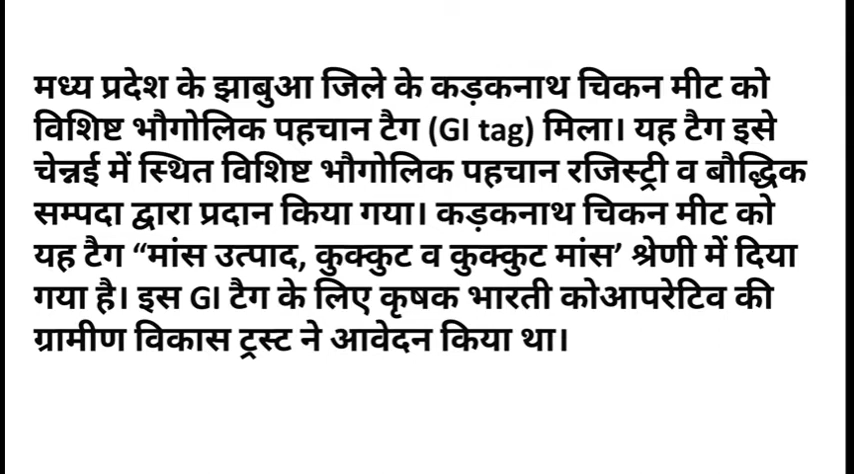 मध्य प्रदेश के झाबुआ जिले के कड़कनाथ चिकन मीट को
विशिष्ट भौगोलिक पहचान टैग (GI tag) मिला। यह टैग इसे
चेन्नई में स्थित विशिष्ट भौगोलिक पहचान रजिस्ट्री व बौद्धिक
सम्पदा द्वारा प्रदान किया गया। कड़कनाथ चिकन मीट को
यह टैग “मांस उत्पाद, कुक्कुट व कुक्कुट मांस’ श्रेणी में दिया
गया है। इस GI टैग के लिए कृषक भारती कोआपरेटिव की
ग्रामीण विकास ट्रस्ट ने आवेदन किया था।